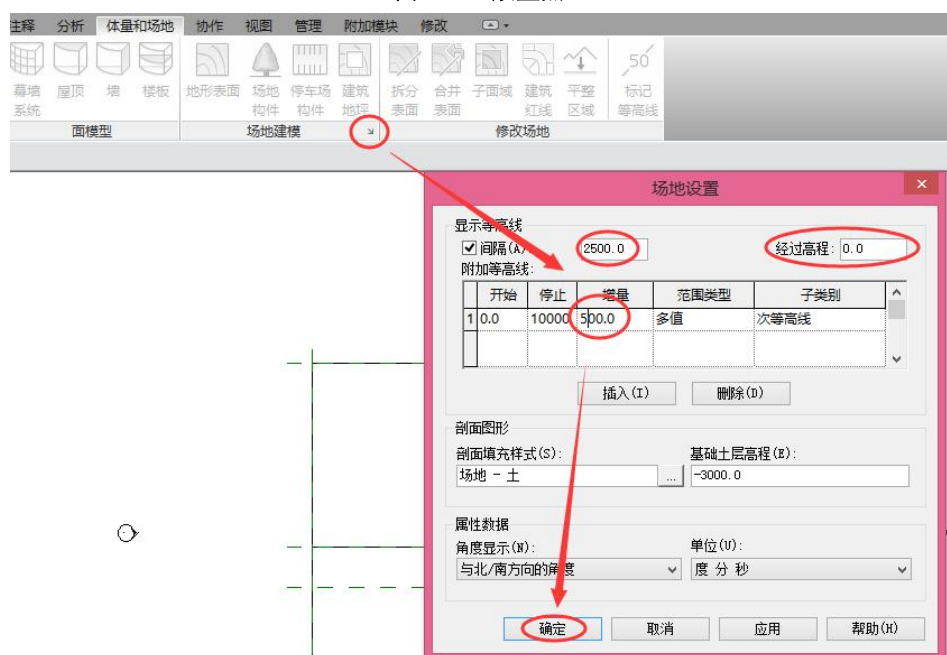 注释 分析 体量和场地 协作 视图 管理 附加模块 修改
幕墙 屋顶 墙 楼板 地形表面 场地 停车场 建筑 拆分 合并 子面域 建筑 平整 标记
系统 构件 构件 地坪 表面 表面 红线 区域 等高线
50
面模型 场地建模 修改场地
场地设置
显示等高线
间隔(A) 2500.0 经过高程: 0.0
附加等高线:
开始 停止 增量 范围类型 子类别
1 0.0 10000 500.0 多值 次等高线
插入(I) 删除(D)
剖面图形
剖面填充样式(S): 基础土层高程(E):
场地 - 土 ... -3000.0
属性数据
角度显示(N): 单位(U):
与北/南方向的角度 度 分 秒
确定 取消 应用 帮助(H)